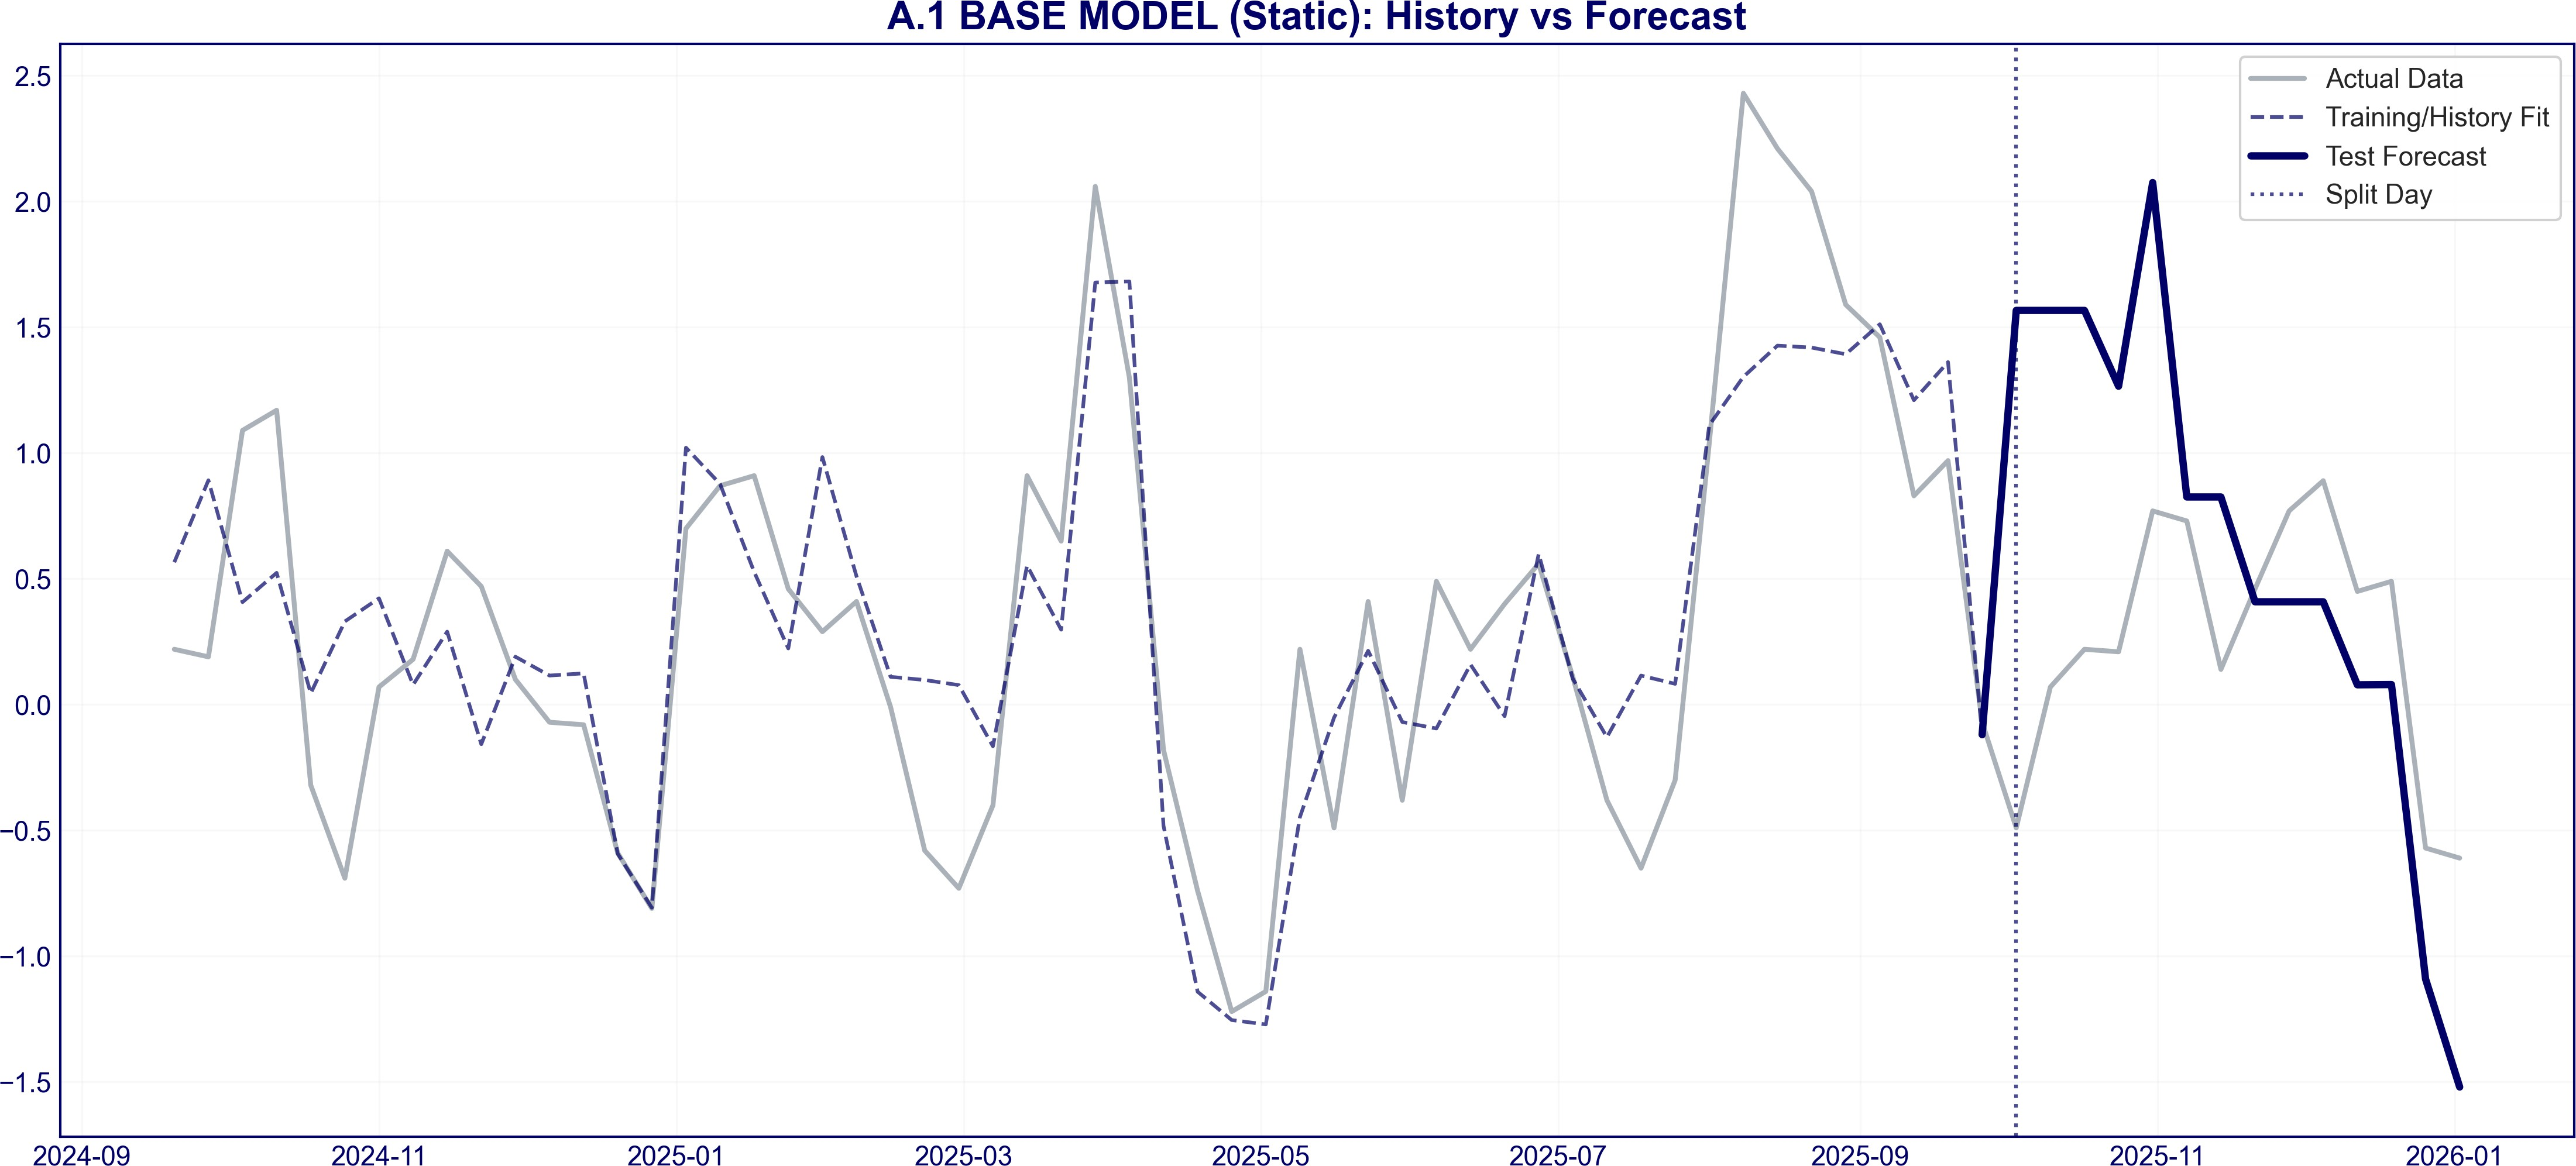 A.1 BASE MODEL (Static): History vs Forecast
2.5
2.0
1.5
1.0
0.5
0.0
−0.5
−1.0
−1.5
Actual Data
Training/History Fit
Test Forecast
Split Day
2024-09 2024-11 2025-01 2025-03 2025-05 2025-07 2025-09 2025-11 2026-01